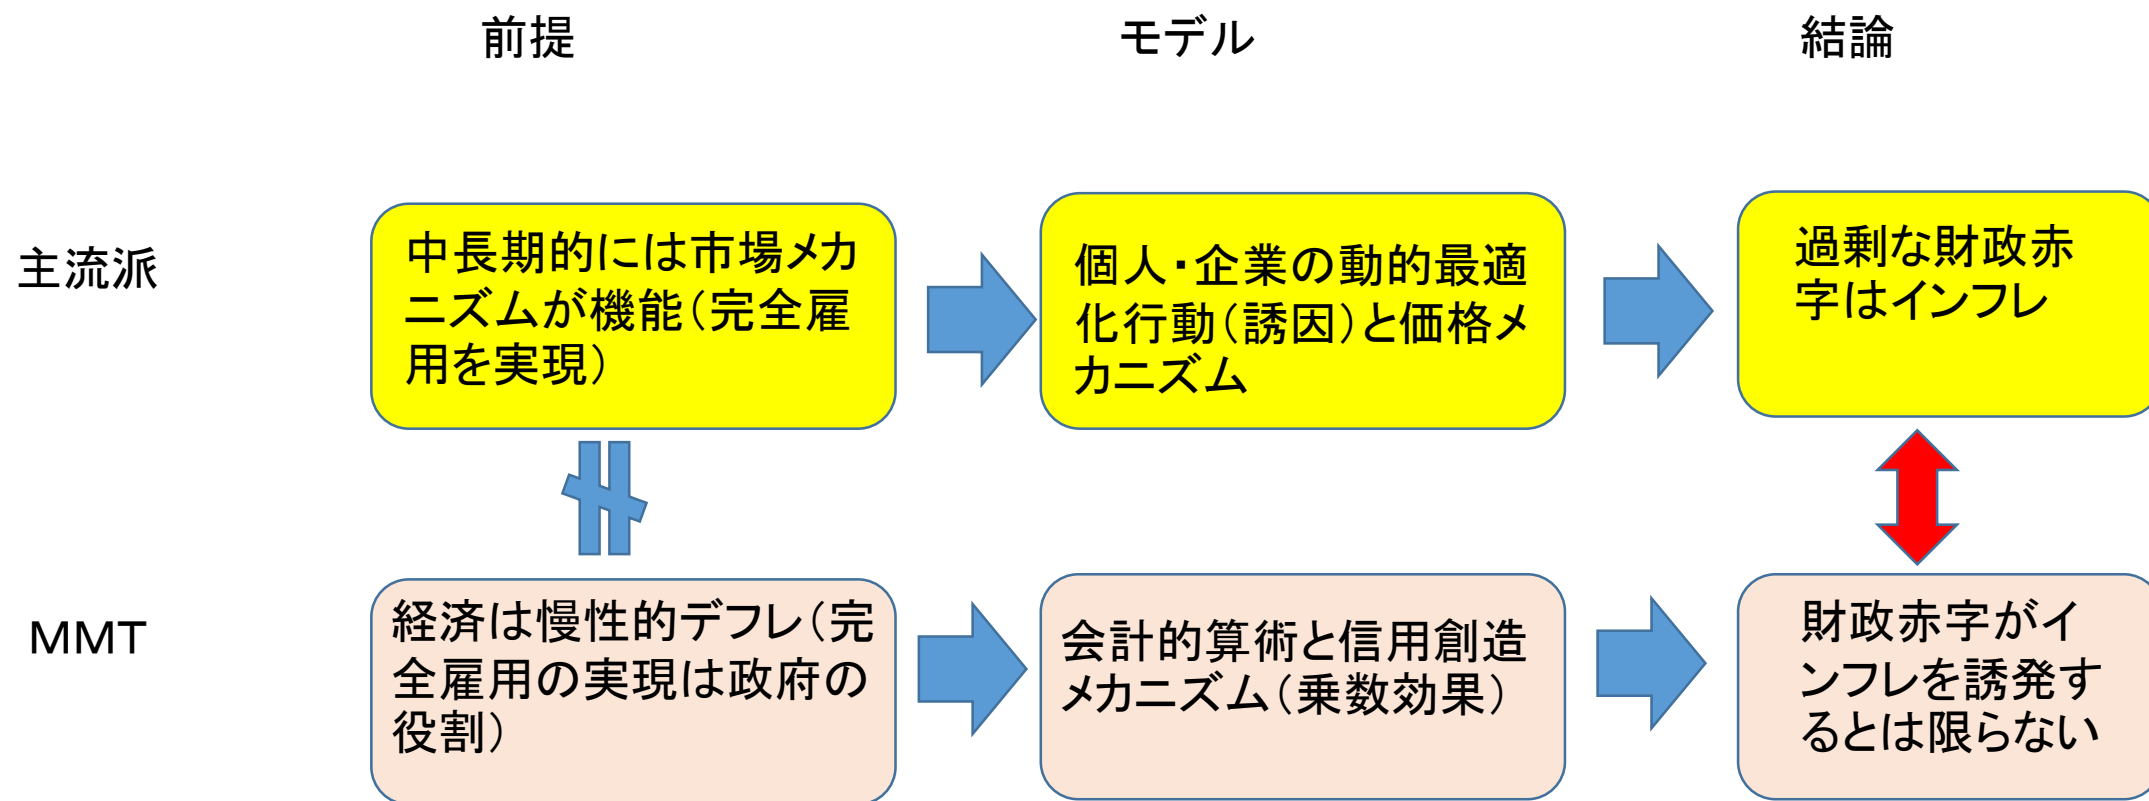 前提
モデル
結論
主流派
中長期的には市場メカ
ニズムが機能（完全雇
用を実現）
個人・企業の動的最適
化行動（誘因）と価格メ
カニズム
過剰な財政赤
字はインフレ
MMT
経済は慢性的デフレ（完
全雇用の実現は政府の
役割）
会計的算術と信用創造
メカニズム（乗数効果）
財政赤字がイ
ンフレを誘発す
るとは限らない